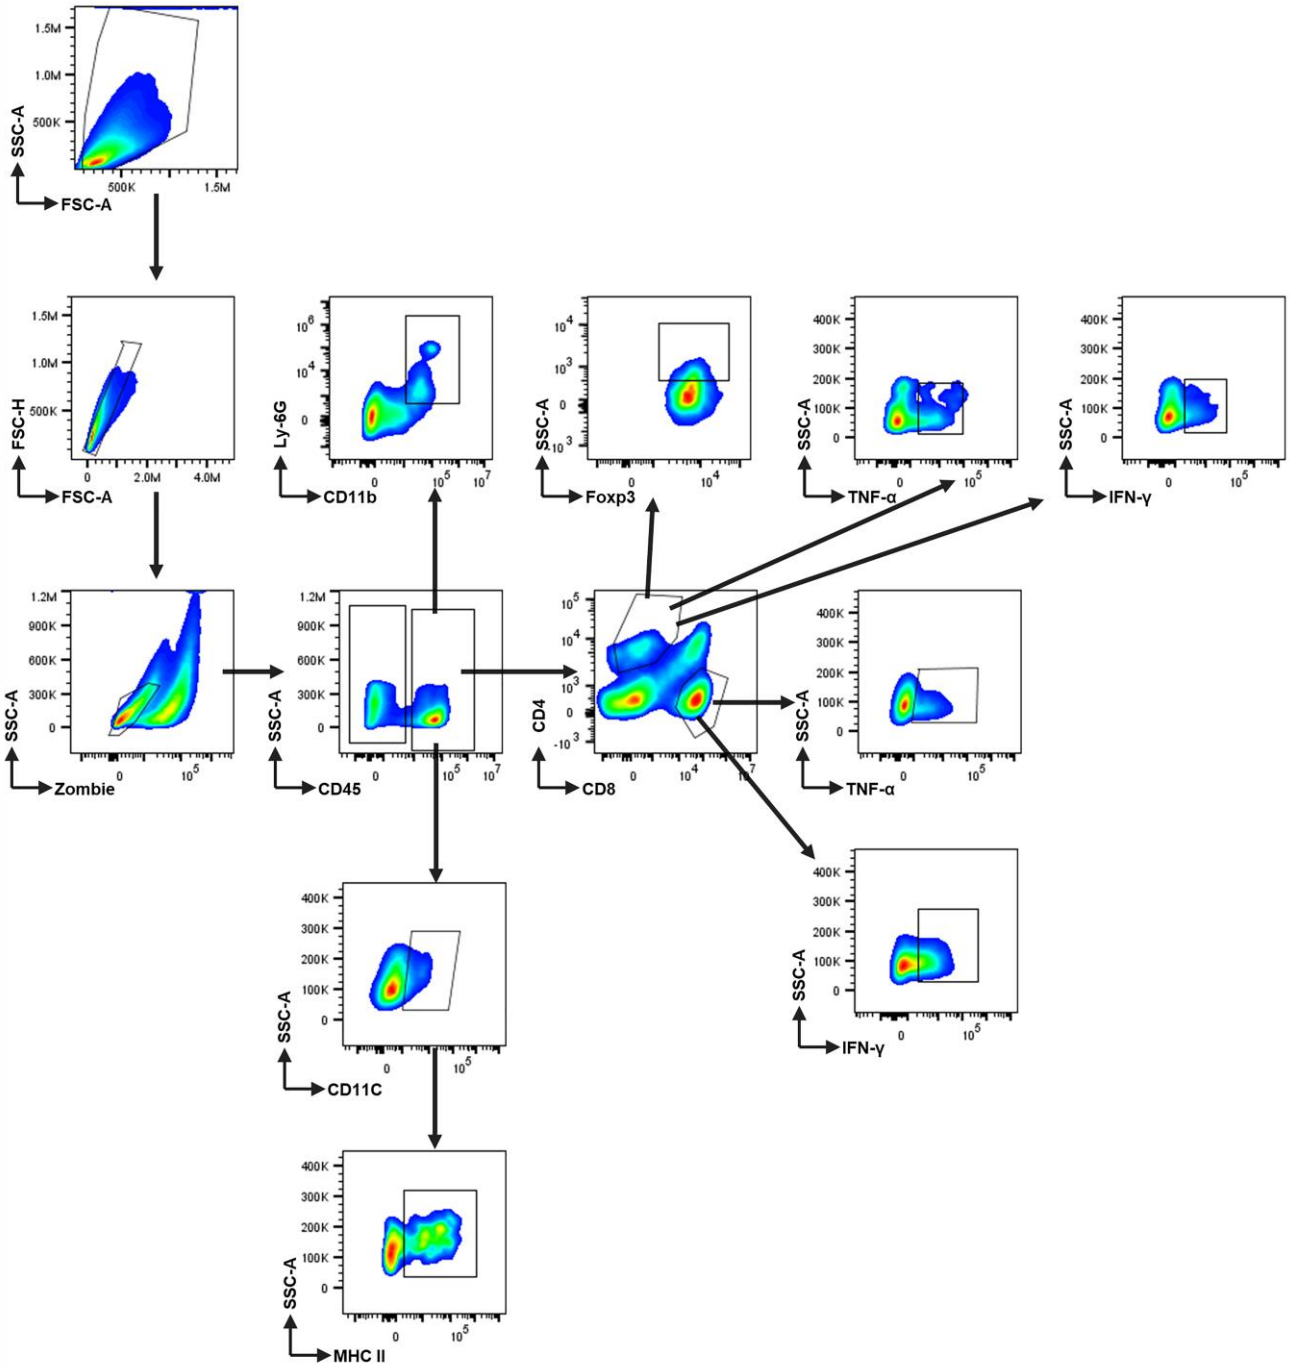 1.5M
1.0M
500K
SSC-A
500K 1.5M
FSC-A
1.5M
1.0M
500K
FSC-H
0 2.0M 4.0M
FSC-A
10^6
10^4
0
Ly-6G
0 10^5 10^7
CD11b
10^4
10^3
0
-10^3
SSC-A
0 10^4
Foxp3
400K
300K
200K
100K
0
SSC-A
0 10^5
TNF-α
400K
300K
200K
100K
0
SSC-A
0 10^5
IFN-γ
1.2M
900K
600K
300K
0
SSC-A
0 10^5
Zombie
1.2M
900K
600K
300K
0
SSC-A
0 10^5 10^7
CD45
10^5
10^4
10^3
0
-10^3
CD4
0 10^4 10^7
CD8
400K
300K
200K
100K
0
SSC-A
0 10^5
TNF-α
400K
300K
200K
100K
0
SSC-A
0 10^5
CD11C
400K
300K
200K
100K
0
SSC-A
0 10^5
IFN-γ
400K
300K
200K
100K
0
SSC-A
0 10^5
MHC II